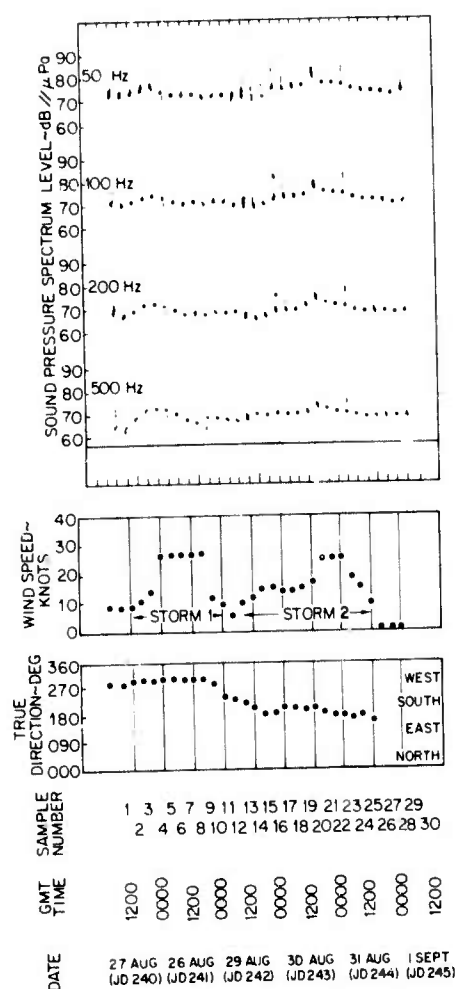 SOUND PRESSURE SPECTRUM LEVEL~dB//μPa
90
50 Hz
80
70
60
90
100 Hz
80
70
60
90
200 Hz
80
70
60
90
500 Hz
80
70
60
WIND SPEED~
KNOTS
40
30
20
10
0
STORM 1
STORM 2
TRUE
DIRECTION~DEG
360
270
180
090
000
WEST
SOUTH
EAST
NORTH
SAMPLE
NUMBER
1 3 5 7 9 11 13 15 17 19 21 23 25 27 29
2 4 6 8 10 12 14 16 18 20 22 24 26 28 30
GMT
TIME
1200 0000 1200 0000 1200 0000 1200 0000 1200 0000 1200
DATE
27 AUG 26 AUG 29 AUG 30 AUG 31 AUG 1 SEPT
(JD 240) (JD 241) (JD 242) (JD 243) (JD 244) (JD 245)